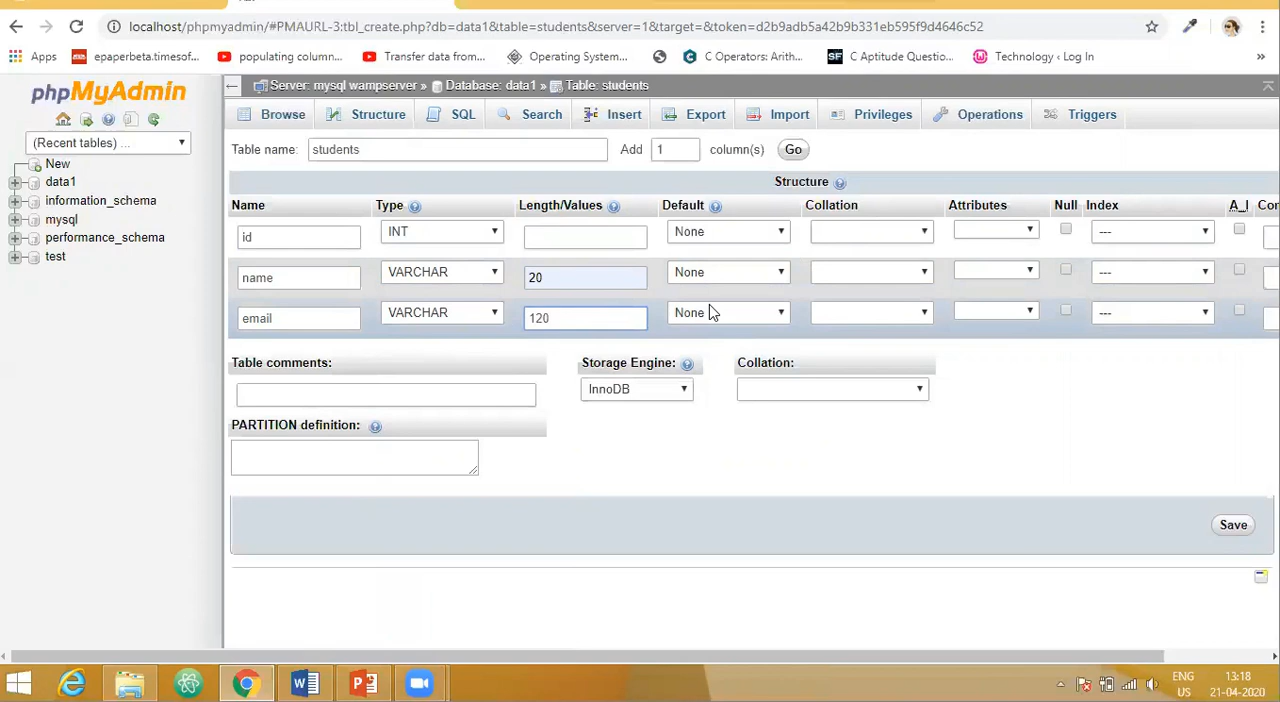 localhost/phpmyadmin/#PMAURL-3:tbl_create.php?db=data1&table=students&server=1&target=&token=d2b9adb5a42b9b331eb595f9d4646c52
Apps epaperbeta.timesof... populating column... Transfer data from... Operating System... C Operators: Arith... C Aptitude Questio... Technology ‹ Log In »
phpMyAdmin
(Recent tables) ...
New
data1
information_schema
mysql
performance_schema
test
Server: mysql wampserver » Database: data1 » Table: students
Browse Structure SQL Search Insert Export Import Privileges Operations Triggers
Table name: students Add 1 column(s) Go
Structure
Name Type Length/Values Default Collation Attributes Null Index A_I Cor
id INT None ---
name VARCHAR 20 None ---
email VARCHAR 120 None ---
Table comments: Storage Engine: Collation:
InnoDB
PARTITION definition:
Save
ENG 13:18
US 21-04-2020